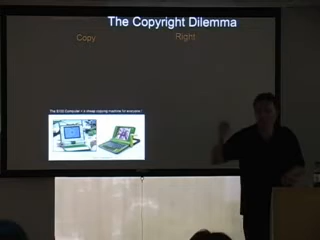 The Copyright Dilemma
Copy Right
The $100 Computer = a cheap copying machine for everyone!